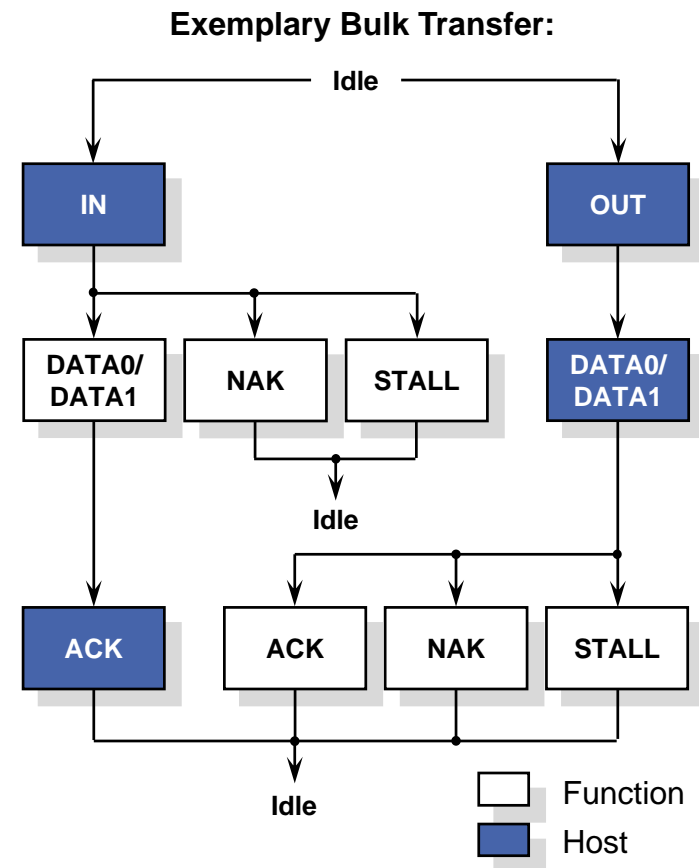 Exemplary Bulk Transfer:
Idle
IN
OUT
DATA0/
DATA1
NAK
STALL
DATA0/
DATA1
Idle
ACK
ACK
NAK
STALL
Idle
Function
Host